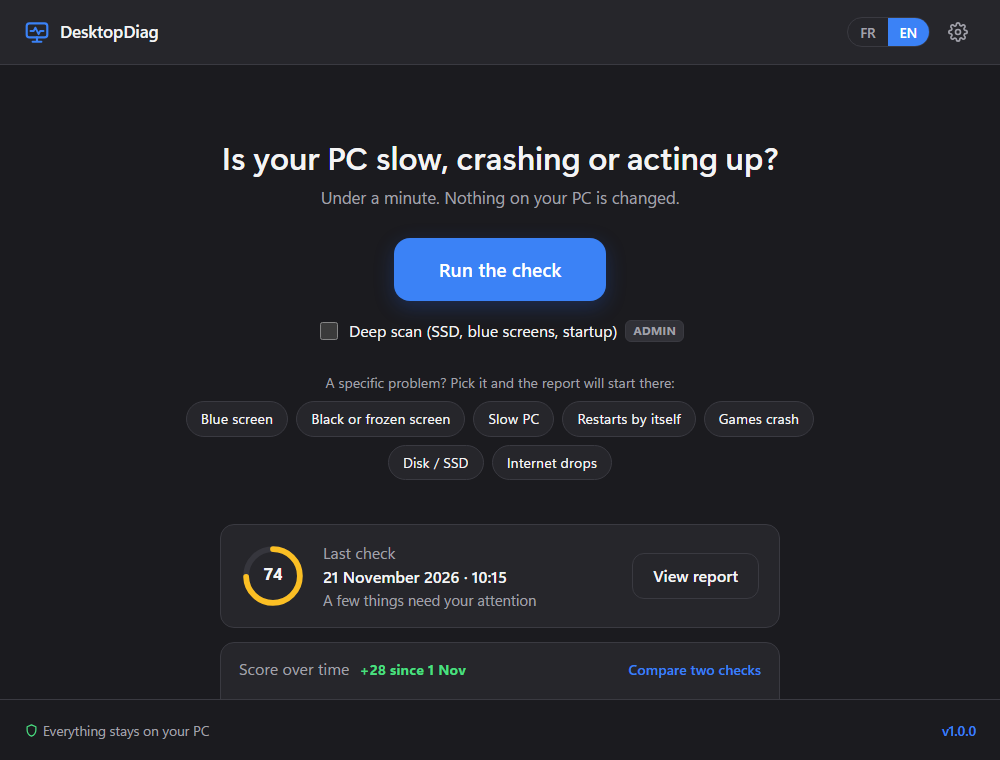 DesktopDiag
FR EN
Is your PC slow, crashing or acting up?
Under a minute. Nothing on your PC is changed.
Run the check
Deep scan (SSD, blue screens, startup) ADMIN
A specific problem? Pick it and the report will start there:
Blue screen Black or frozen screen Slow PC Restarts by itself Games crash
Disk / SSD Internet drops
74
Last check
21 November 2026 · 10:15
A few things need your attention
View report
Score over time +28 since 1 Nov Compare two checks
Everything stays on your PC v1.0.0